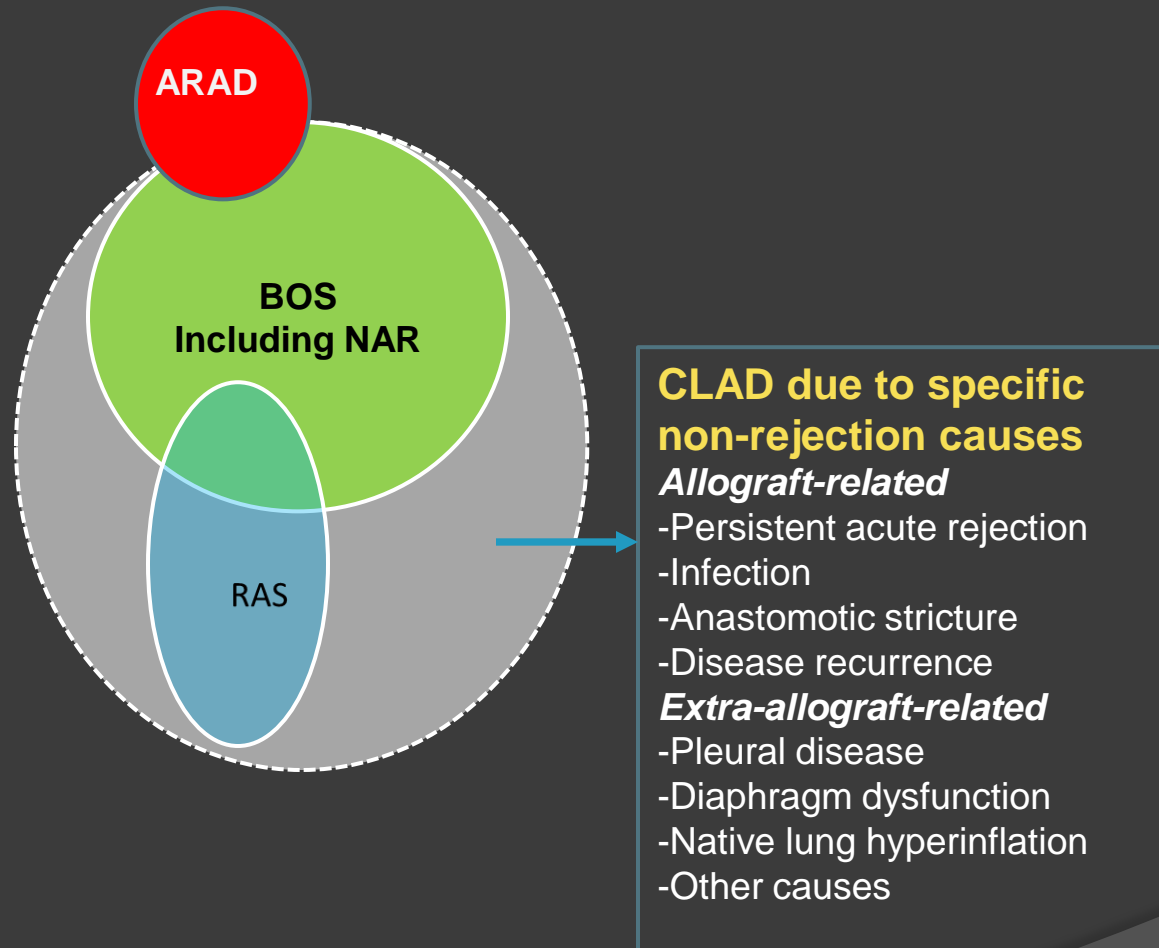 ARAD
BOS
Including NAR
RAS
CLAD due to specific
non-rejection causes
Allograft-related
-Persistent acute rejection
-Infection
-Anastomotic stricture
-Disease recurrence
Extra-allograft-related
-Pleural disease
-Diaphragm dysfunction
-Native lung hyperinflation
-Other causes